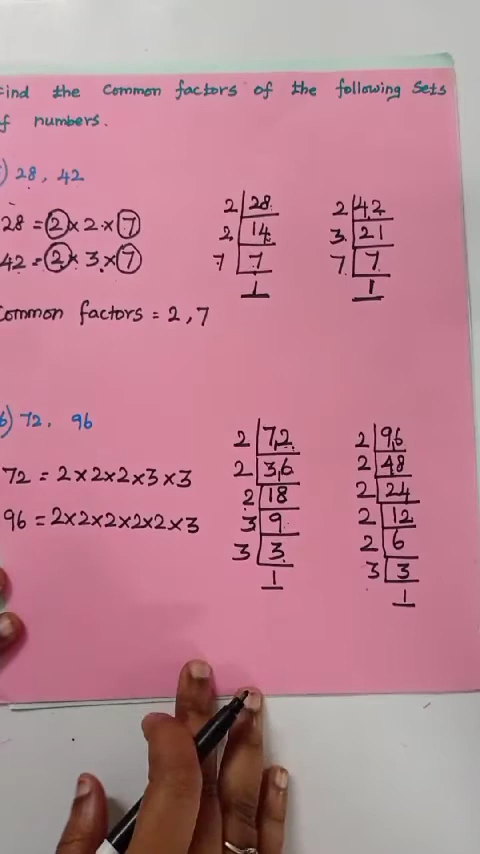 ind the common factors of the following sets
f numbers.
) 28, 42
28 = 2 × 2 × 7
42 = 2 × 3 × 7
2 | 28
2 | 14
7 | 7
1
2 | 42
3 | 21
7 | 7
1
ommon factors = 2, 7
b) 72, 96
72 = 2 × 2 × 2 × 3 × 3
96 = 2 × 2 × 2 × 2 × 2 × 3
2 | 72
2 | 36
2 | 18
3 | 9
3 | 3
1
2 | 96
2 | 48
2 | 24
2 | 12
2 | 6
3 | 3
1